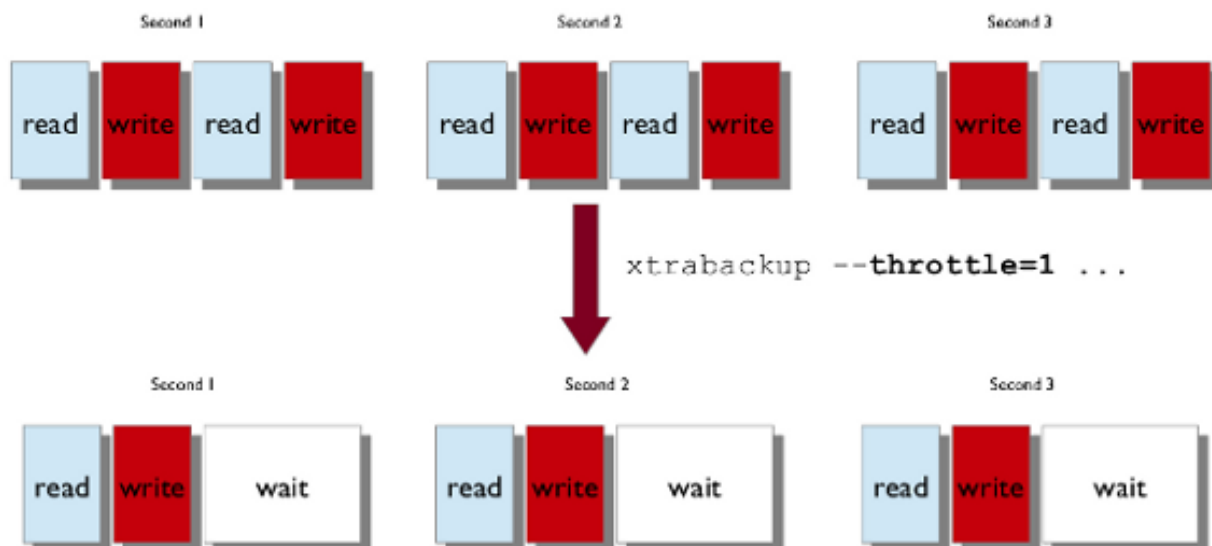 Second 1 Second 2 Second 3
read write read write read write read write read write read write
xtrabackup --throttle=1 ...
Second 1 Second 2 Second 3
read write wait read write wait read write wait